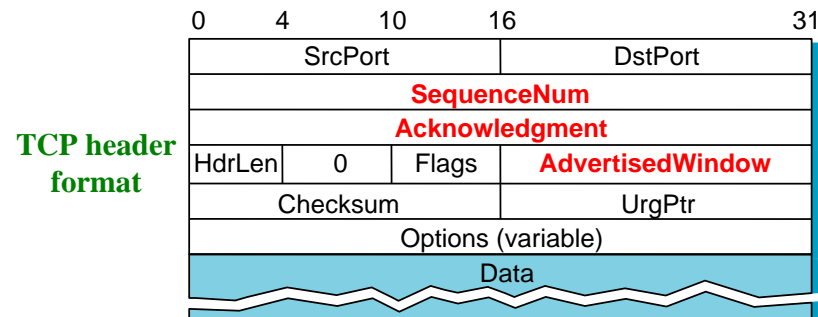 0 4 10 16 31
SrcPort DstPort
SequenceNum
Acknowledgment
TCP header
format
HdrLen 0 Flags AdvertisedWindow
Checksum UrgPtr
Options (variable)
Data